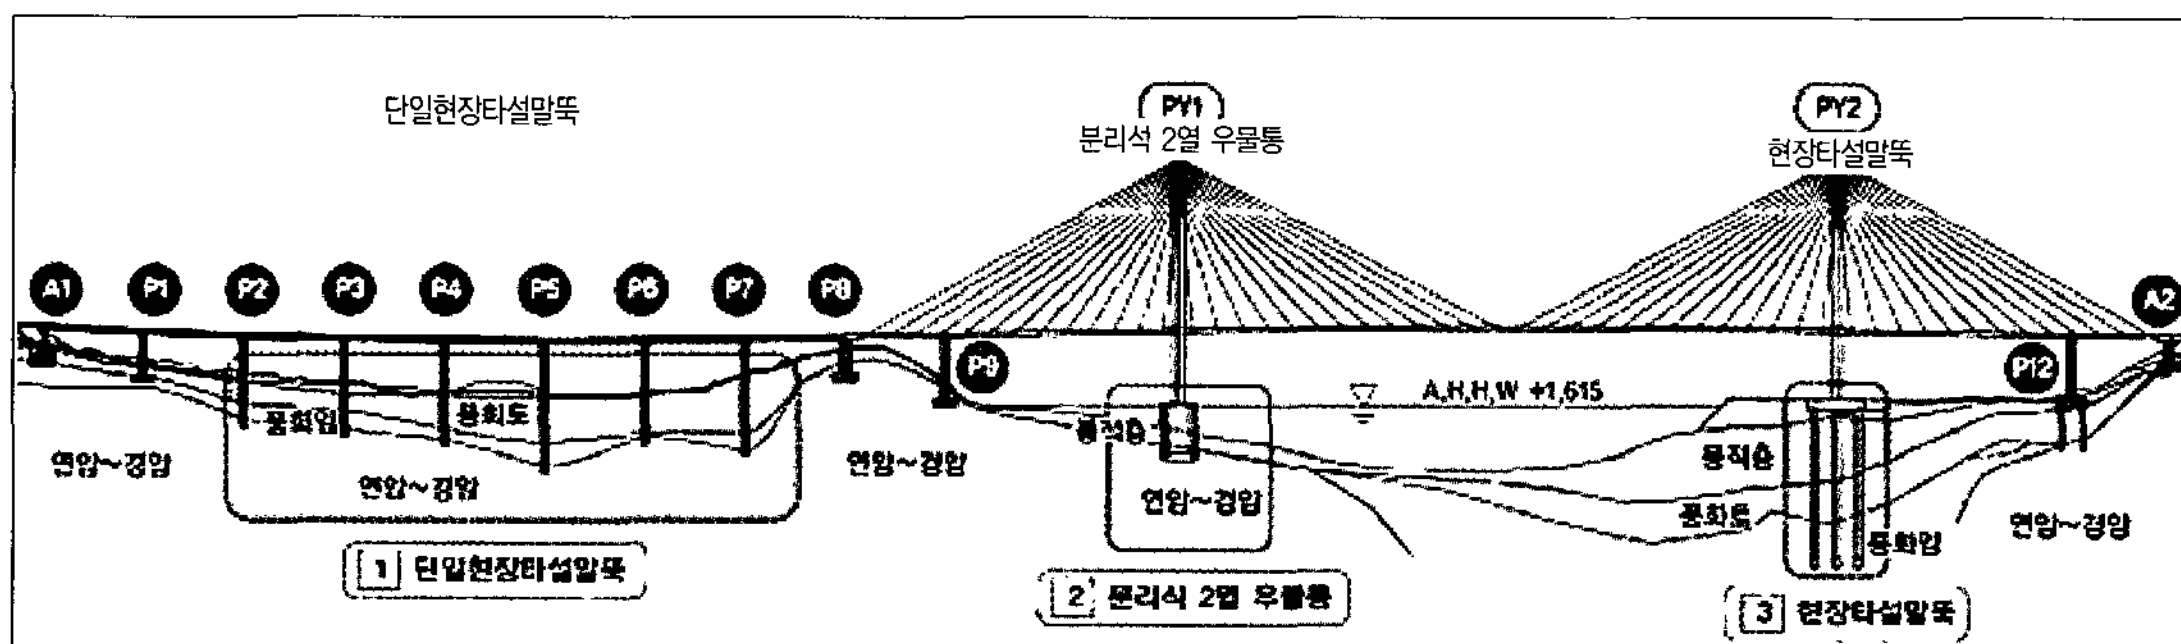 단일현장타설말뚝
PY1
분리석 2열 우물통
PY2
현장타설말뚝
A1
P1
P2
P3
P4
P5
P6
P7
P8
A2
P9
P12
A,H,H,W +1,615
풍화암
풍화토
퇴적층
연암~경암
연암~경암
연암~경암
연암~경암
퇴적층
풍화토
풍화암
연암~경암
1 단일현장타설말뚝
2 분리식 2열 우물통
3 현장타설말뚝